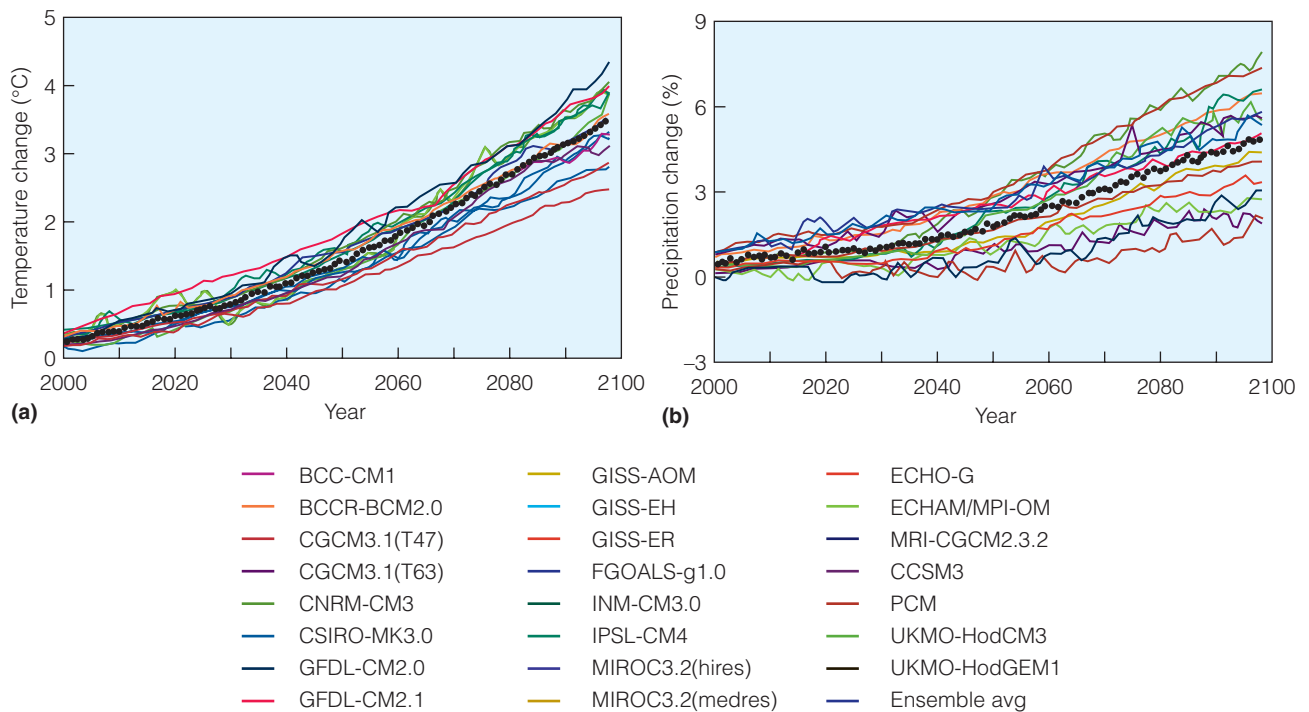 5
4
3
2
1
0
Temperature change (°C)
2000 2020 2040 2060 2080 2100
Year
(a)
9
6
3
0
–3
Precipitation change (%)
2000 2020 2040 2060 2080 2100
Year
(b)
BCC-CM1
BCCR-BCM2.0
CGCM3.1(T47)
CGCM3.1(T63)
CNRM-CM3
CSIRO-MK3.0
GFDL-CM2.0
GFDL-CM2.1
GISS-AOM
GISS-EH
GISS-ER
FGOALS-g1.0
INM-CM3.0
IPSL-CM4
MIROC3.2(hires)
MIROC3.2(medres)
ECHO-G
ECHAM/MPI-OM
MRI-CGCM2.3.2
CCSM3
PCM
UKMO-HodCM3
UKMO-HodGEM1
Ensemble avg